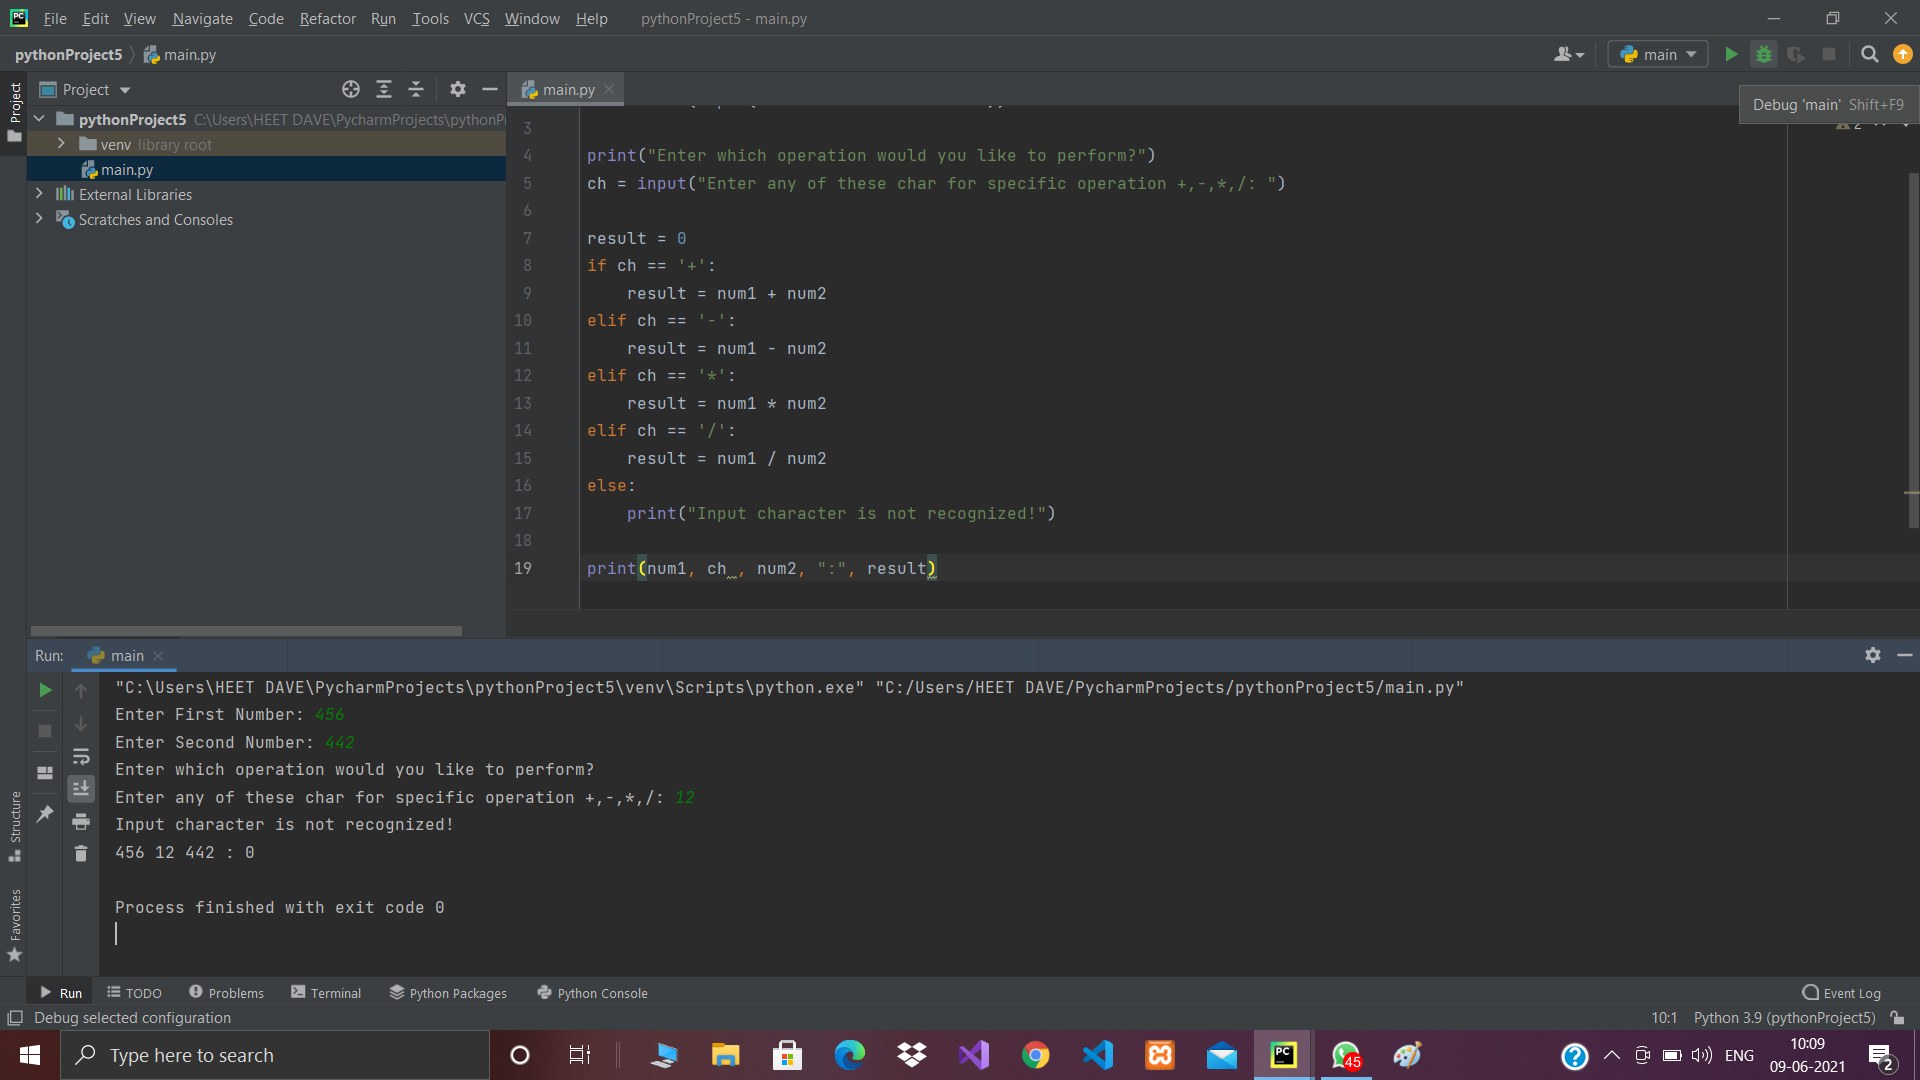 File Edit View Navigate Code Refactor Run Tools VCS Window Help pythonProject5 - main.py
pythonProject5 main.py main
Project Project main.py
Debug 'main' Shift+F9
pythonProject5 C:\Users\HEET DAVE\PycharmProjects\pythonP
venv library root
main.py
External Libraries
Scratches and Consoles
2
3
4 print("Enter which operation would you like to perform?")
5 ch = input("Enter any of these char for specific operation +,-,*,/: ")
6
7 result = 0
8 if ch == '+':
9 result = num1 + num2
10 elif ch == '-':
11 result = num1 - num2
12 elif ch == '*':
13 result = num1 * num2
14 elif ch == '/':
15 result = num1 / num2
16 else:
17 print("Input character is not recognized!")
18
19 print(num1, ch , num2, ":", result)
Run: main
"C:\Users\HEET DAVE\PycharmProjects\pythonProject5\venv\Scripts\python.exe" "C:/Users/HEET DAVE/PycharmProjects/pythonProject5/main.py"
Enter First Number: 456
Enter Second Number: 442
Enter which operation would you like to perform?
Enter any of these char for specific operation +,-,*,/: 12
Input character is not recognized!
456 12 442 : 0
Process finished with exit code 0
Structure
Favorites
Run TODO Problems Terminal Python Packages Python Console Event Log
Debug selected configuration 10:1 Python 3.9 (pythonProject5)
Type here to search PC 45 ENG 10:09
09-06-2021 2